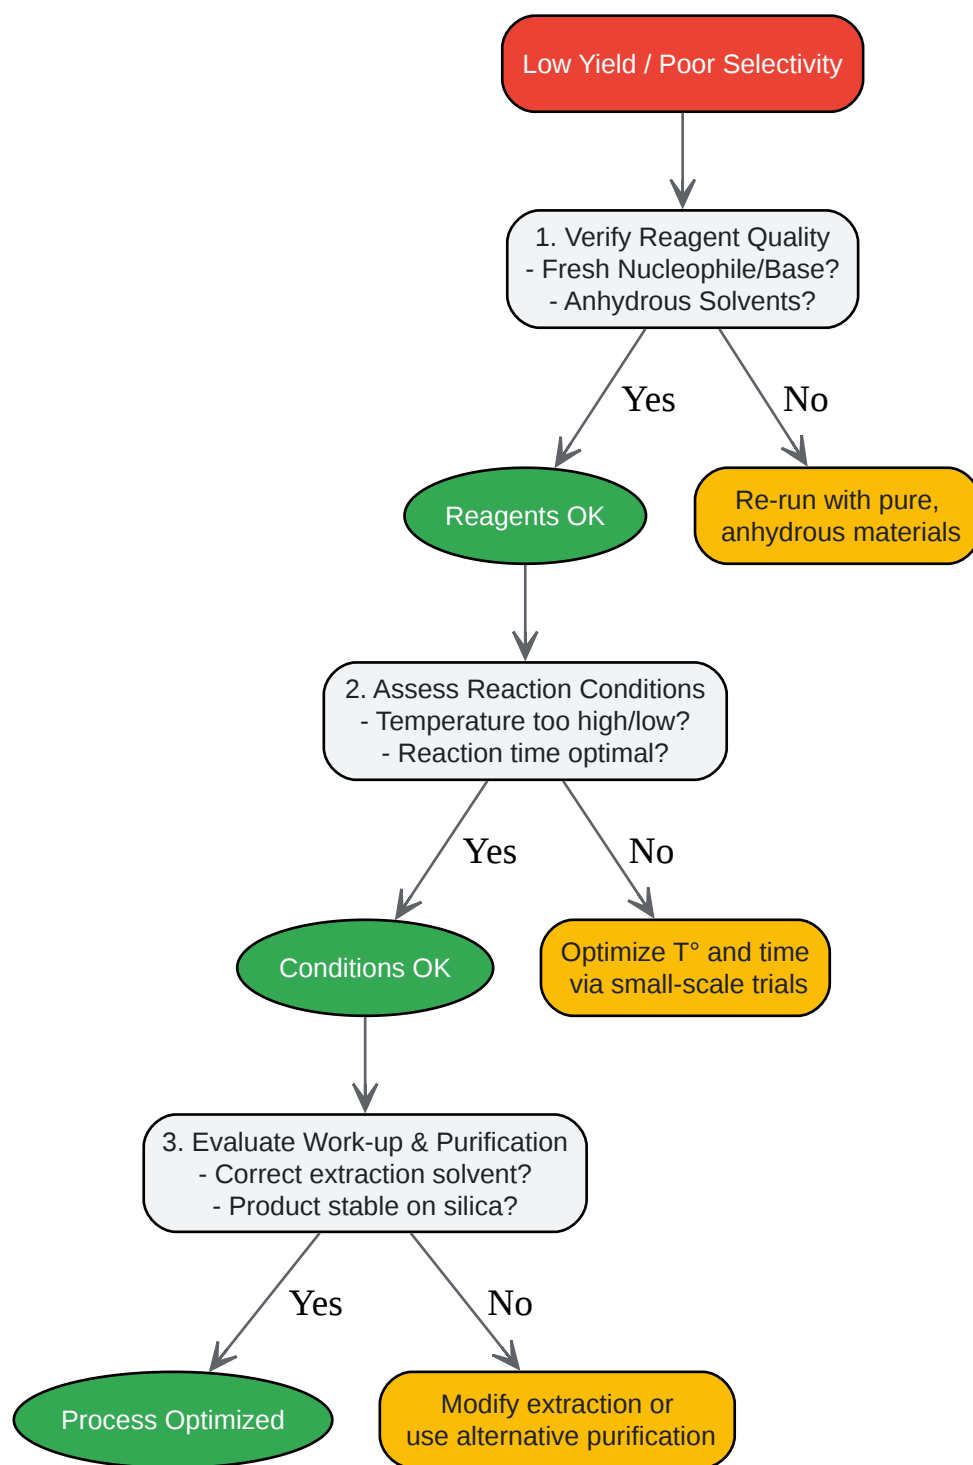 Low Yield / Poor Selectivity
1. Verify Reagent Quality
- Fresh Nucleophile/Base?
- Anhydrous Solvents?
Yes
No
Reagents OK
Re-run with pure,
anhydrous materials
2. Assess Reaction Conditions
- Temperature too high/low?
- Reaction time optimal?
Yes
No
Conditions OK
Optimize T° and time
via small-scale trials
3. Evaluate Work-up & Purification
- Correct extraction solvent?
- Product stable on silica?
Yes
No
Process Optimized
Modify extraction or
use alternative purification